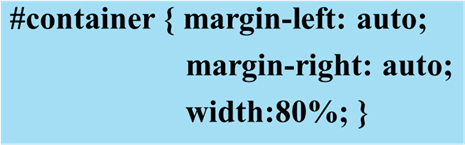 #container { margin-left: auto;
margin-right: auto;
width:80%; }